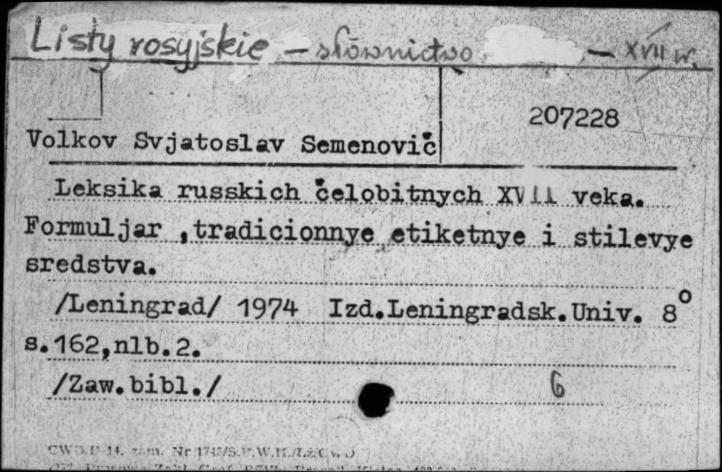 Listy rosyjskie – słownictwo – XVII w.
207228
Volkov Svjatoslav Semenovič
Leksika russkich čelobitnych XVII veka.
Formuljar ,tradicionnye etiketnye i stilevye
sredstva.
/Leningrad/ 1974 Izd.Leningradsk.Univ. 8°
s.162,nlb.2.
/Zaw.bibl./ 6